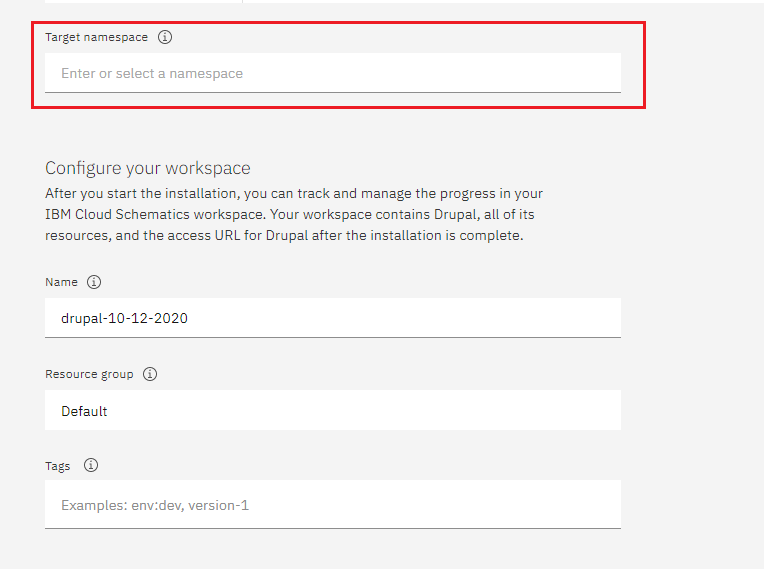 Target namespace
Enter or select a namespace
Configure your workspace
After you start the installation, you can track and manage the progress in your
IBM Cloud Schematics workspace. Your workspace contains Drupal, all of its
resources, and the access URL for Drupal after the installation is complete.
Name
drupal-10-12-2020
Resource group
Default
Tags
Examples: env:dev, version-1